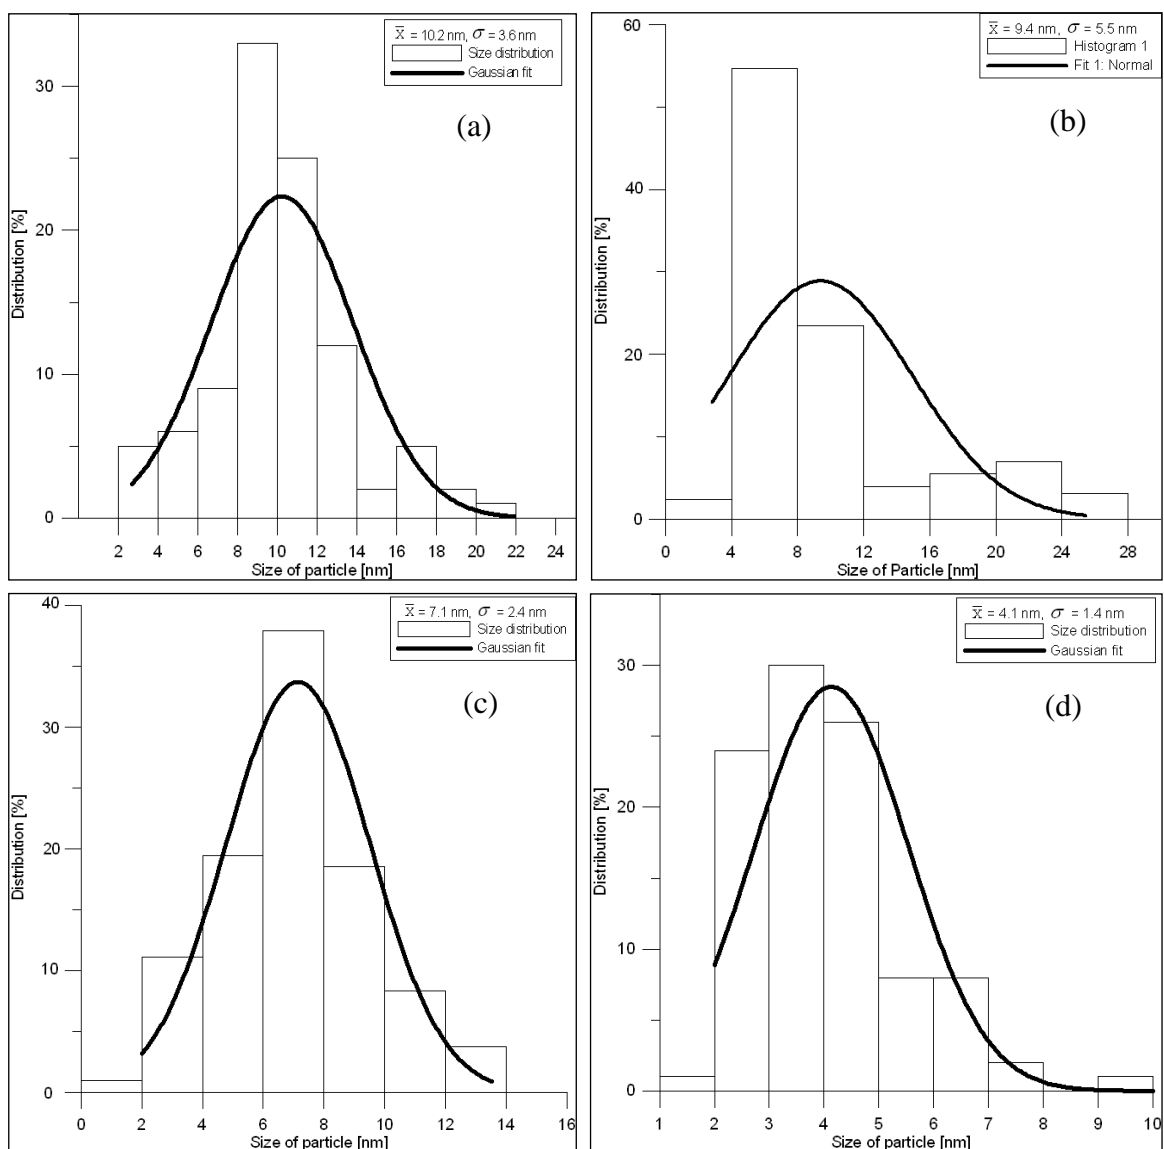 x̅ = 10.2 nm, σ = 3.6 nm
Size distribution
Gaussian fit
(a)
Distribution [%]
30
20
10
0
2 4 6 8 10 12 14 16 18 20 22 24
Size of particle [nm]
x̅ = 9.4 nm, σ = 5.5 nm
Histogram 1
Fit 1: Normal
(b)
Distribution [%]
60
40
20
0
0 4 8 12 16 20 24 28
Size of Particle [nm]
x̅ = 7.1 nm, σ = 2.4 nm
Size distribution
Gaussian fit
(c)
Distribution [%]
40
30
20
10
0
0 2 4 6 8 10 12 14 16
Size of particle [nm]
x̅ = 4.1 nm, σ = 1.4 nm
Size distribution
Gaussian fit
(d)
Distribution [%]
30
20
10
0
1 2 3 4 5 6 7 8 9 10
Size of particle [nm]